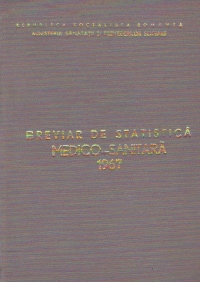 REPUBLICA SOCIALISTĂ ROMÂNIA
MINISTERUL SĂNĂTĂȚII ȘI PREVEDERILOR SOCIALE
BREVIAR DE STATISTICĂ
MEDICO-SANITARĂ
1967